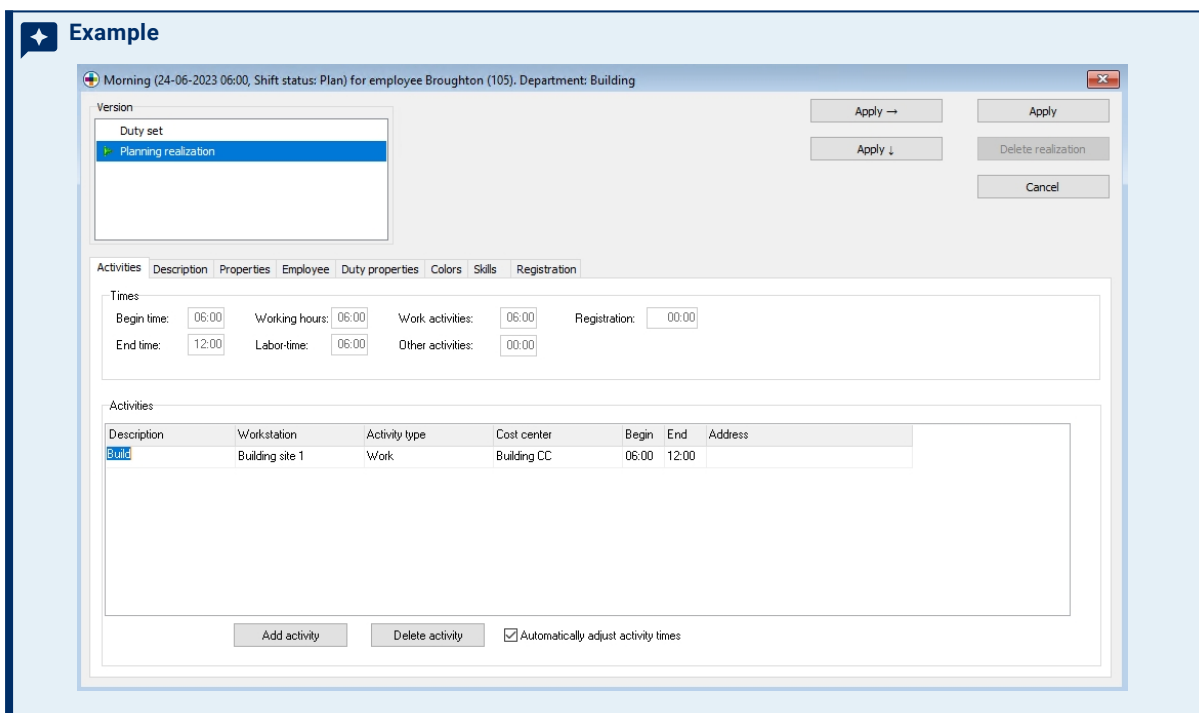 Example
Morning (24-06-2023 06:00, Shift status: Plan) for employee Broughton (105). Department: Building
Version
Duty set
Planning realization
Apply → Apply
Apply ↓ Delete realization
Cancel
Activities Description Properties Employee Duty properties Colors Skills Registration
Times
Begin time: 06:00 Working hours: 06:00 Work activities: 06:00 Registration: 00:00
End time: 12:00 Labor-time: 06:00 Other activities: 00:00
Activities
Description Workstation Activity type Cost center Begin End Address
Build Building site 1 Work Building CC 06:00 12:00
Add activity Delete activity Automatically adjust activity times